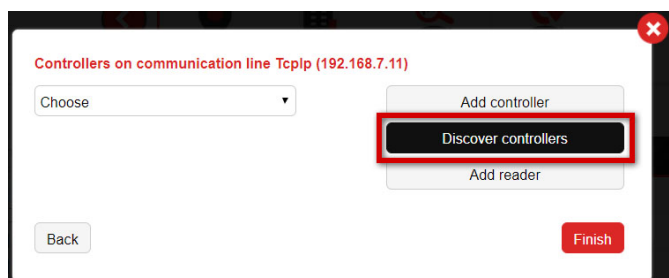 Controllers on communication line TcpIp (192.168.7.11)
Choose
Add controller
Discover controllers
Add reader
Back
Finish